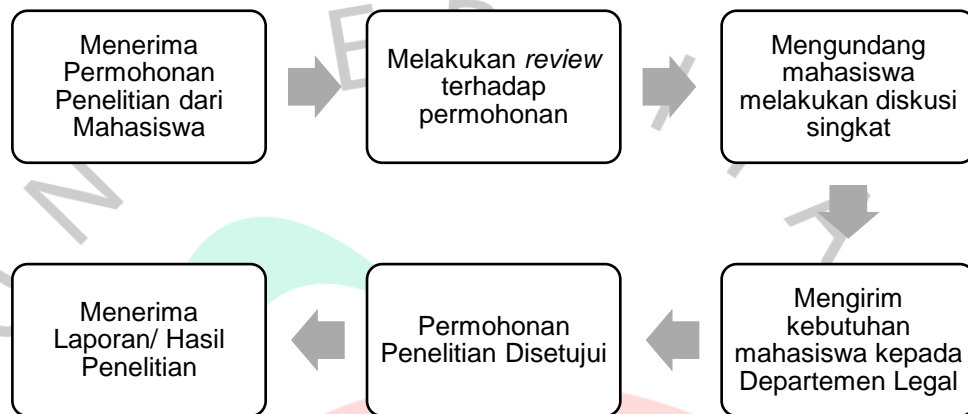 Menerima
Permohonan
Penelitian dari
Mahasiswa
Melakukan review
terhadap
permohonan
Mengundang
mahasiswa
melakukan diskusi
singkat
Mengirim
kebutuhan
mahasiswa kepada
Departemen Legal
Permohonan
Penelitian Disetujui
Menerima
Laporan/ Hasil
Penelitian